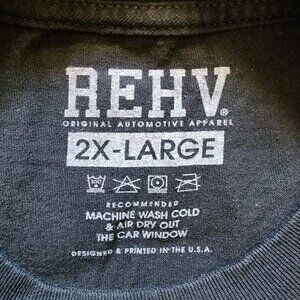 REHV®
ORIGINAL AUTOMOTIVE APPAREL
2X-LARGE
RECOMMENDED
MACHINE WASH COLD
& AIR DRY OUT
THE CAR WINDOW
DESIGNED & PRINTED IN THE U.S.A.